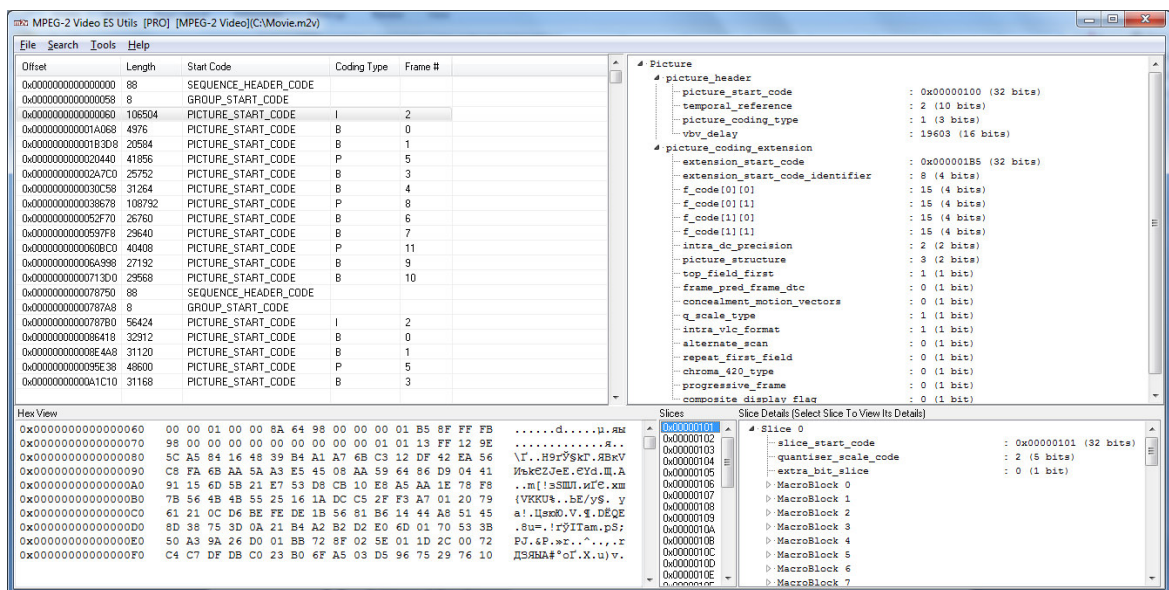 MPEG-2 Video ES Utils [PRO] [MPEG-2 Video](C:\Movie.m2v)
File Search Tools Help
Offset Length Start Code Coding Type Frame #
0x0000000000000000 88 SEQUENCE_HEADER_CODE
0x0000000000000058 8 GROUP_START_CODE
0x0000000000000060 106504 PICTURE_START_CODE I 2
0x000000000001A068 4976 PICTURE_START_CODE B 0
0x000000000001B3D8 20584 PICTURE_START_CODE B 1
0x0000000000020440 41856 PICTURE_START_CODE P 5
0x000000000002A7C0 25752 PICTURE_START_CODE B 3
0x0000000000030C58 31264 PICTURE_START_CODE B 4
0x0000000000038678 108792 PICTURE_START_CODE P 8
0x0000000000052F70 26760 PICTURE_START_CODE B 6
0x00000000000597F8 29640 PICTURE_START_CODE B 7
0x0000000000060BC0 40408 PICTURE_START_CODE P 11
0x000000000006A998 27192 PICTURE_START_CODE B 9
0x00000000000713D0 29568 PICTURE_START_CODE B 10
0x0000000000078750 88 SEQUENCE_HEADER_CODE
0x00000000000787A8 8 GROUP_START_CODE
0x00000000000787B0 56424 PICTURE_START_CODE I 2
0x0000000000086418 32912 PICTURE_START_CODE B 0
0x000000000008E4A8 31120 PICTURE_START_CODE B 1
0x0000000000095E38 48600 PICTURE_START_CODE P 5
0x00000000000A1C10 31168 PICTURE_START_CODE B 3
Picture
picture_header
picture_start_code : 0x00000100 (32 bits)
temporal_reference : 2 (10 bits)
picture_coding_type : 1 (3 bits)
vbv_delay : 19603 (16 bits)
picture_coding_extension
extension_start_code : 0x000001B5 (32 bits)
extension_start_code_identifier : 8 (4 bits)
f_code[0][0] : 15 (4 bits)
f_code[0][1] : 15 (4 bits)
f_code[1][0] : 15 (4 bits)
f_code[1][1] : 15 (4 bits)
intra_dc_precision : 2 (2 bits)
picture_structure : 3 (2 bits)
top_field_first : 1 (1 bit)
frame_pred_frame_dtc : 0 (1 bit)
concealment_motion_vectors : 0 (1 bit)
q_scale_type : 1 (1 bit)
intra_vlc_format : 1 (1 bit)
alternate_scan : 0 (1 bit)
repeat_first_field : 0 (1 bit)
chroma_420_type : 0 (1 bit)
progressive_frame : 0 (1 bit)
composite_display_flag : 0 (1 bit)
Hex View
0x0000000000000060 00 00 01 00 00 8A 64 98 00 00 00 01 B5 8F FF FB
0x0000000000000070 98 00 00 00 00 00 00 00 00 01 01 13 FF 12 9E
0x0000000000000080 5C A5 84 16 48 39 B4 A1 A7 6B C3 12 DF 42 EA 56
0x0000000000000090 C8 FA 6B AA 5A A3 E5 45 08 AA 59 64 86 D9 04 41
0x00000000000000A0 91 15 6D 5B 21 E7 53 D8 CB 10 E8 A5 AA 1E 78 F8
0x00000000000000B0 7B 56 4B 4B 55 25 16 1A DC C5 2F F3 A7 01 20 79
0x00000000000000C0 61 21 0C D6 BE FE DE 1B 56 81 B6 14 44 A8 51 45
0x00000000000000D0 8D 38 75 3D 0A 21 B4 A2 B2 D2 E0 6D 01 70 53 3B
0x00000000000000E0 50 A3 9A 26 D0 01 BB 72 8F 02 5E 01 1D 2C 00 72
0x00000000000000F0 C4 C7 DF DB C0 23 B0 6F A5 03 D5 96 75 29 76 10
Slices
0x00000101
0x00000102
0x00000103
0x00000104
0x00000105
0x00000106
0x00000107
0x00000108
0x00000109
0x0000010A
0x0000010B
0x0000010C
0x0000010D
0x0000010E
Slice Details (Select Slice To View Its Details)
Slice 0
slice_start_code : 0x00000101 (32 bits)
quantiser_scale_code : 2 (5 bits)
extra_bit_slice : 0 (1 bit)
MacroBlock 0
MacroBlock 1
MacroBlock 2
MacroBlock 3
MacroBlock 4
MacroBlock 5
MacroBlock 6
MacroBlock 7